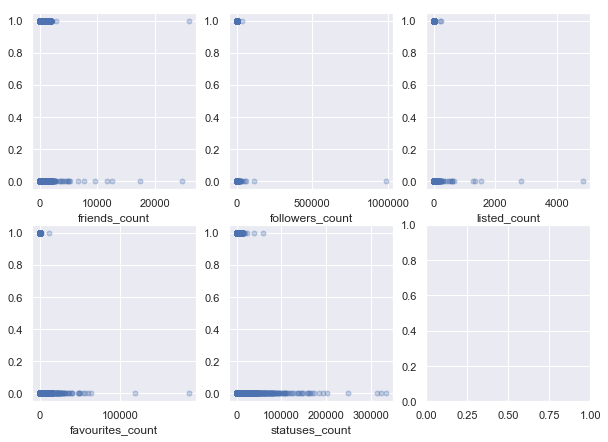 1.0 1.0 1.0
0.8 0.8 0.8
0.6 0.6 0.6
0.4 0.4 0.4
0.2 0.2 0.2
0.0 0.0 0.0
0 10000 20000 0 500000 1000000 0 2000 4000
friends_count followers_count listed_count
1.0 1.0 1.0
0.8 0.8 0.8
0.6 0.6 0.6
0.4 0.4 0.4
0.2 0.2 0.2
0.0 0.0 0.0
0 100000 0 100000 200000 300000 0.00 0.25 0.50 0.75 1.00
favourites_count statuses_count